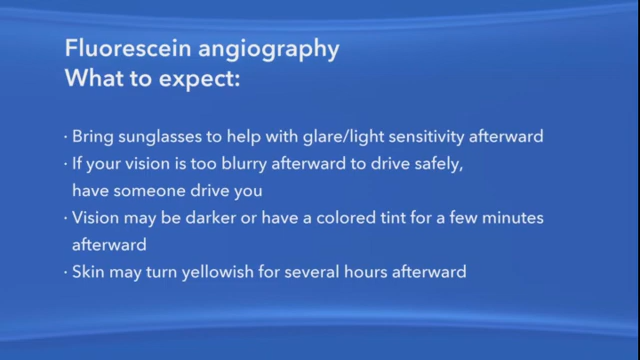 Fluorescein angiography
What to expect:
· Bring sunglasses to help with glare/light sensitivity afterward
· If your vision is too blurry afterward to drive safely,
have someone drive you
· Vision may be darker or have a colored tint for a few minutes
afterward
· Skin may turn yellowish for several hours afterward